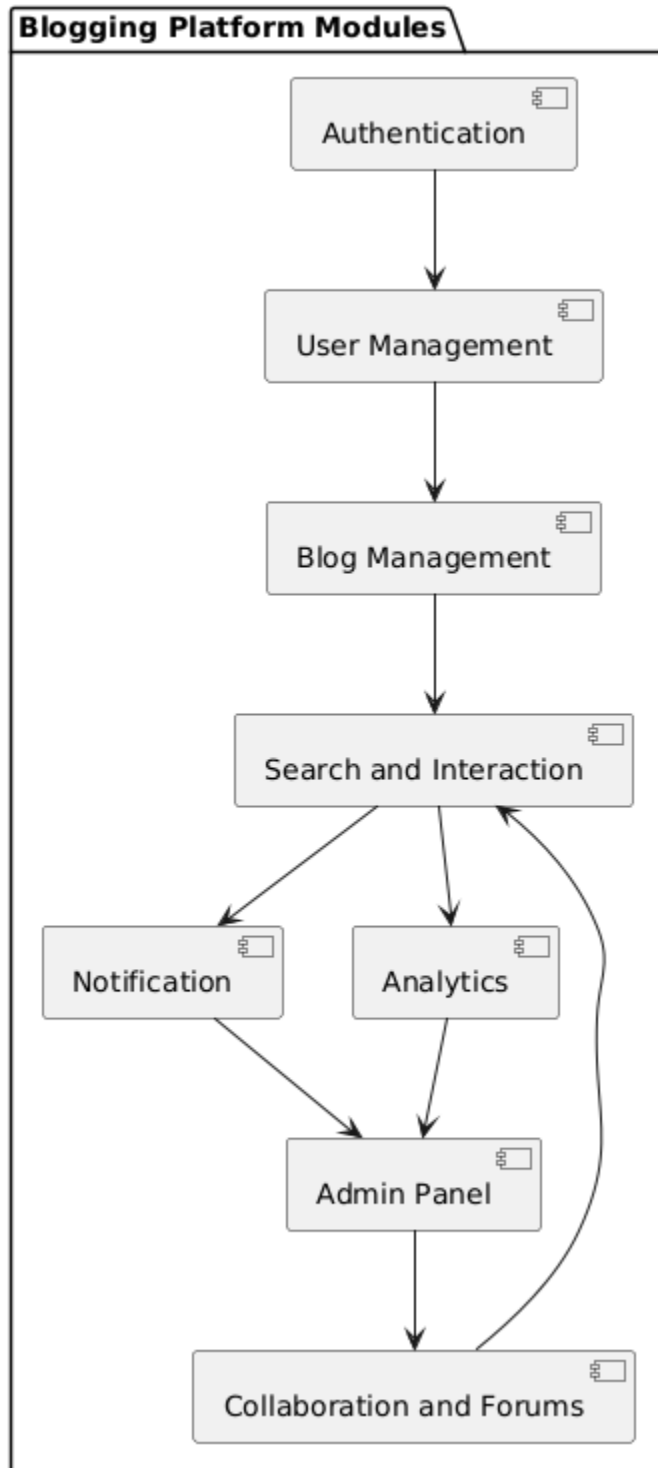 Blogging Platform Modules
Authentication
User Management
Blog Management
Search and Interaction
Notification
Analytics
Admin Panel
Collaboration and Forums